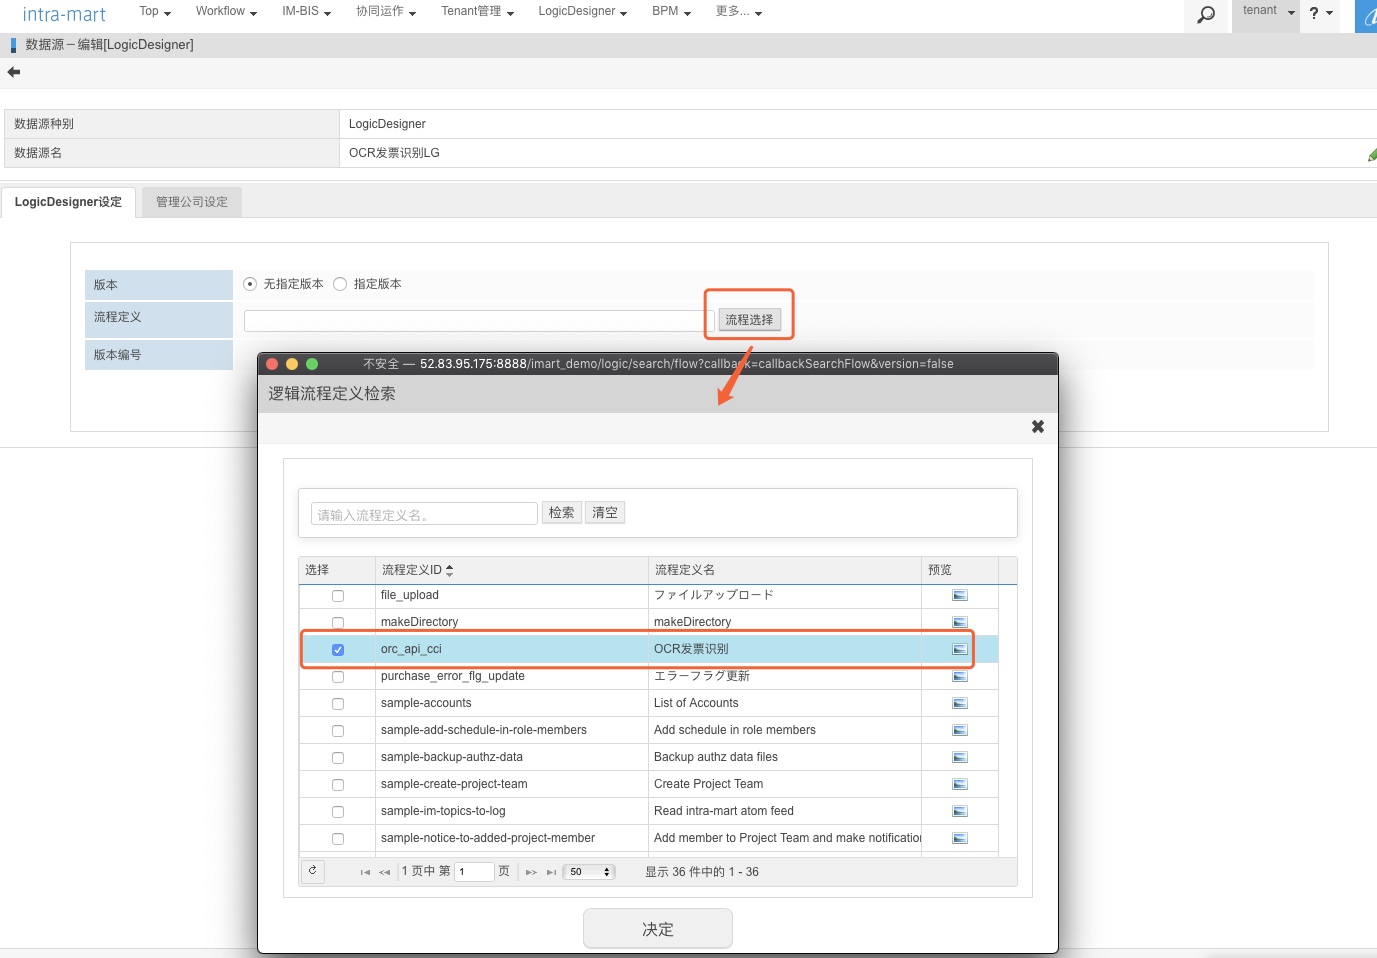 intra-mart Top Workflow IM-BIS 协同运作 Tenant管理 LogicDesigner BPM 更多... tenant ?
数据源－编辑[LogicDesigner]
数据源种别 LogicDesigner
数据源名 OCR发票识别LG
LogicDesigner设定 管理公司设定
版本 无指定版本 指定版本
流程定义 流程选择
版本编号
不安全 — 52.83.95.175:8888/imart_demo/logic/search/flow?callback=callbackSearchFlow&version=false
逻辑流程定义检索
请输入流程定义名。 检索 清空
选择 流程定义ID 流程定义名 预览
file_upload ファイルアップロード
makeDirectory makeDirectory
orc_api_cci OCR发票识别
purchase_error_flg_update エラーフラグ更新
sample-accounts List of Accounts
sample-add-schedule-in-role-members Add schedule in role members
sample-backup-authz-data Backup authz data files
sample-create-project-team Create Project Team
sample-im-topics-to-log Read intra-mart atom feed
sample-notice-to-added-project-member Add member to Project Team and make notification
1 页中 第 1 页 50 显示 36 件中的 1 - 36
决定